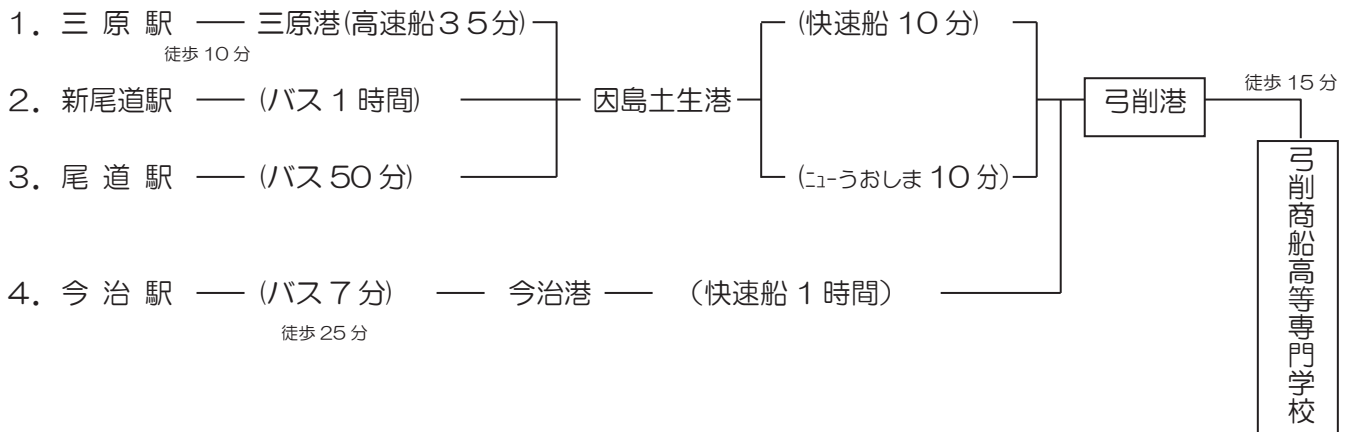 1．三 原 駅 ── 三原港(高速船35分) (快速船 10 分)
徒歩 10 分
徒歩 15 分
2．新尾道駅 ── (バス 1 時間) 因島土生港 弓削港
3．尾 道 駅 ── (バス 50 分) (ﾆｭｰうおしま 10 分)
弓削商船高等専門学校
4．今 治 駅 ── (バス 7 分) ── 今治港 ── （快速船 1 時間）
徒歩 25 分